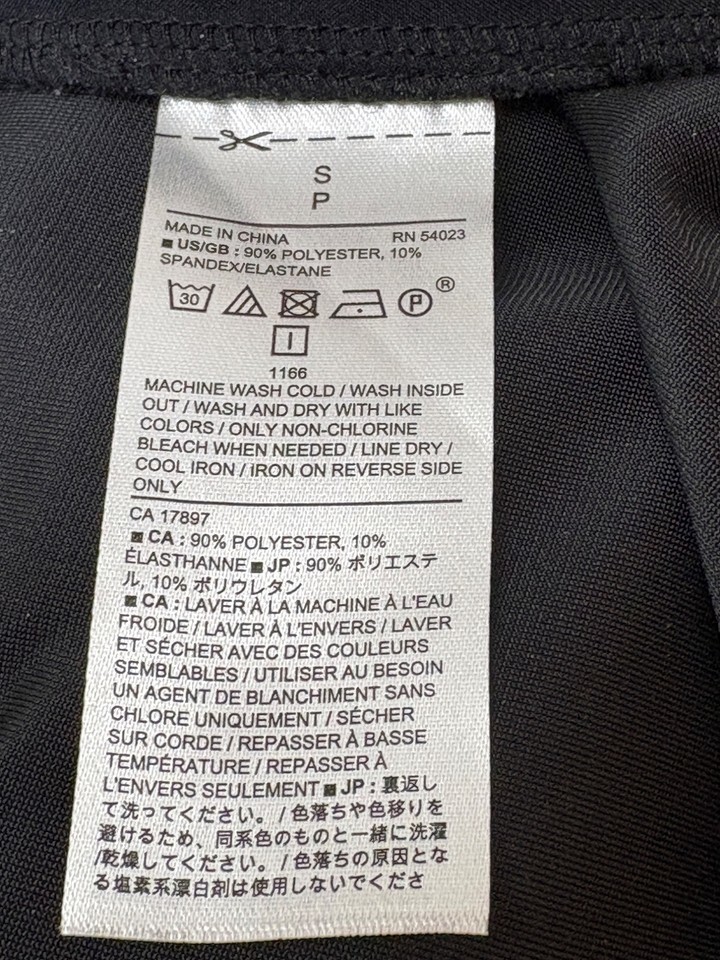 S
P
MADE IN CHINA RN 54023
■ US/GB : 90% POLYESTER, 10%
SPANDEX/ELASTANE
30 P ®
1166
MACHINE WASH COLD / WASH INSIDE
OUT / WASH AND DRY WITH LIKE
COLORS / ONLY NON-CHLORINE
BLEACH WHEN NEEDED / LINE DRY /
COOL IRON / IRON ON REVERSE SIDE
ONLY
CA 17897
■ CA : 90% POLYESTER, 10%
ÉLASTHANNE ■ JP : 90% ポリエステ
ル, 10% ポリウレタン
■ CA : LAVER À LA MACHINE À L'EAU
FROIDE / LAVER À L'ENVERS / LAVER
ET SÉCHER AVEC DES COULEURS
SEMBLABLES / UTILISER AU BESOIN
UN AGENT DE BLANCHIMENT SANS
CHLORE UNIQUEMENT / SÉCHER
SUR CORDE / REPASSER À BASSE
TEMPÉRATURE / REPASSER À
L'ENVERS SEULEMENT ■ JP : 裏返し
て洗ってください。 / 色落ちや色移りを
避けるため、同系色のものと一緒に洗濯
/乾燥してください。 / 色落ちの原因とな
る塩素系漂白剤は使用しないでくださ